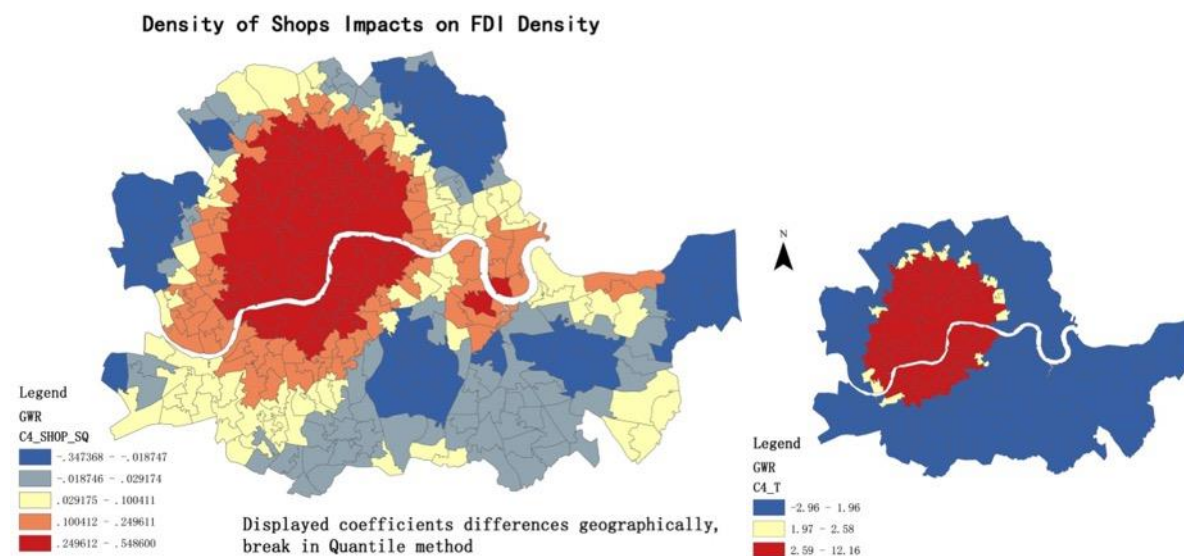 Density of Shops Impacts on FDI Density
N
Legend
GWR
C4_SHOP_SQ
-.347368 - -.018747
-.018746 - .029174
.029175 - .100411
.100412 - .249611
.249612 - .548600
Displayed coefficients differences geographically,
break in Quantile method
Legend
GWR
C4_T
-2.96 - 1.96
1.97 - 2.58
2.59 - 12.16